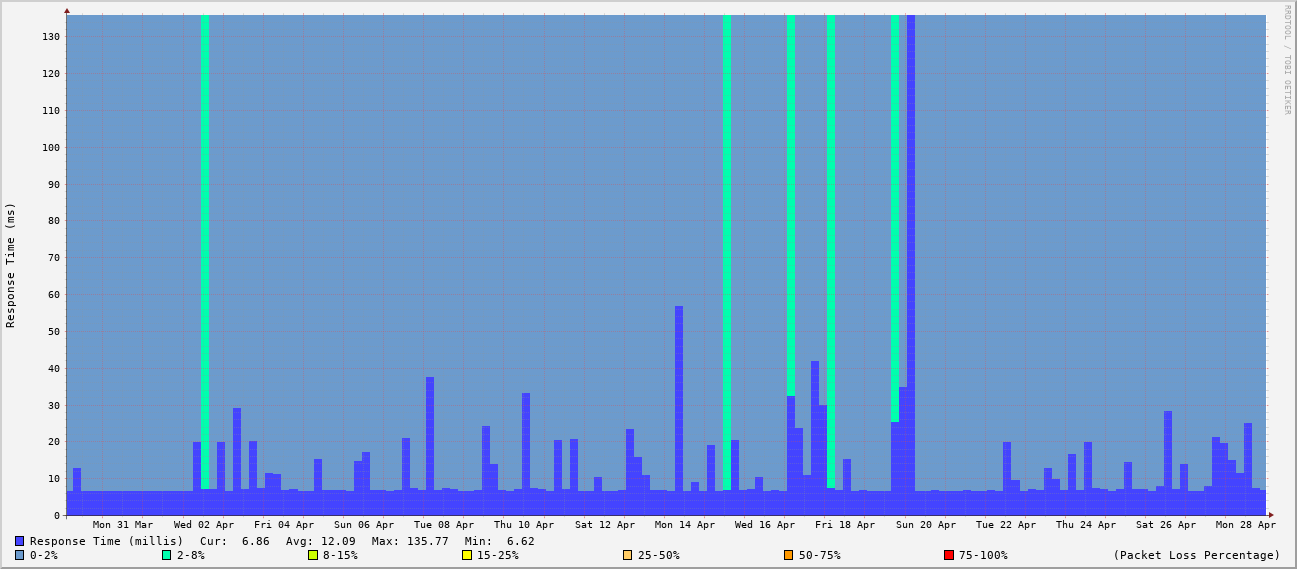 RRDTOOL / TOBI OETIKER
Response Time (ms)
130
120
110
100
90
80
70
60
50
40
30
20
10
0
Mon 31 Mar Wed 02 Apr Fri 04 Apr Sun 06 Apr Tue 08 Apr Thu 10 Apr Sat 12 Apr Mon 14 Apr Wed 16 Apr Fri 18 Apr Sun 20 Apr Tue 22 Apr Thu 24 Apr Sat 26 Apr Mon 28 Apr
Response Time (millis) Cur: 6.86 Avg: 12.09 Max: 135.77 Min: 6.62
0-2% 2-8% 8-15% 15-25% 25-50% 50-75% 75-100% (Packet Loss Percentage)